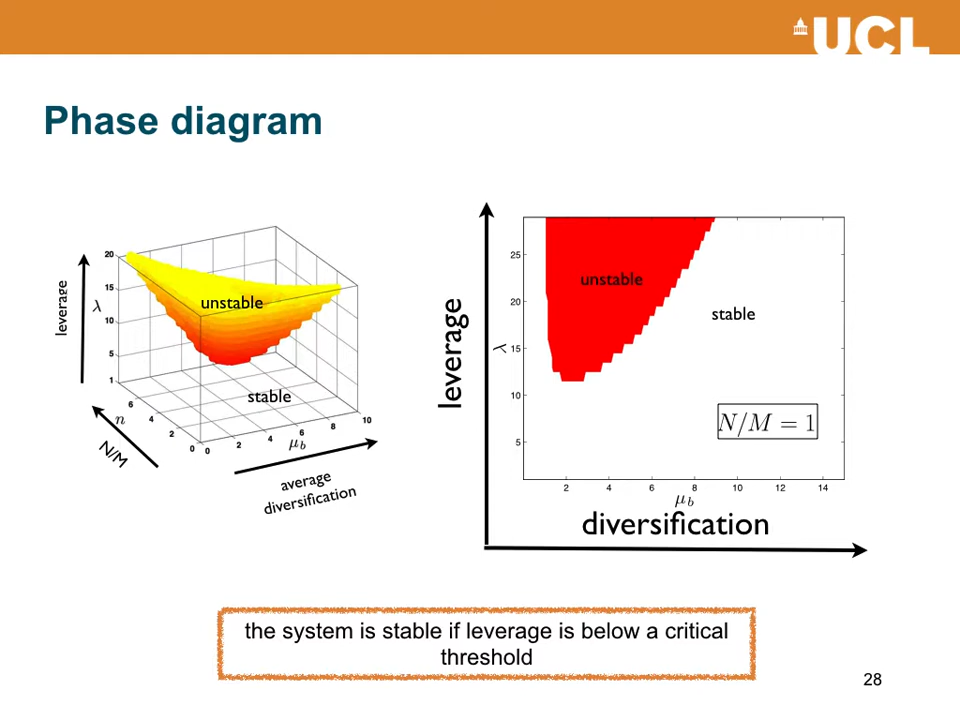 UCL
Phase diagram
leverage
λ
20
15
10
5
1
unstable
stable
6
4
2
0
n
N/M
0
2
4
6
8
10
μb
average
diversification
leverage
λ
25
20
15
10
5
unstable
stable
N/M = 1
2
4
6
8
10
12
14
μb
diversification
the system is stable if leverage is below a critical
threshold
28